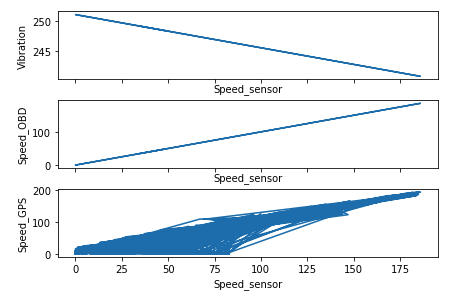 250
245
Vibration
Speed_sensor
100
0
Speed_OBD
Speed_sensor
200
100
0
Speed_GPS
0
25
50
75
100
125
150
175
Speed_sensor